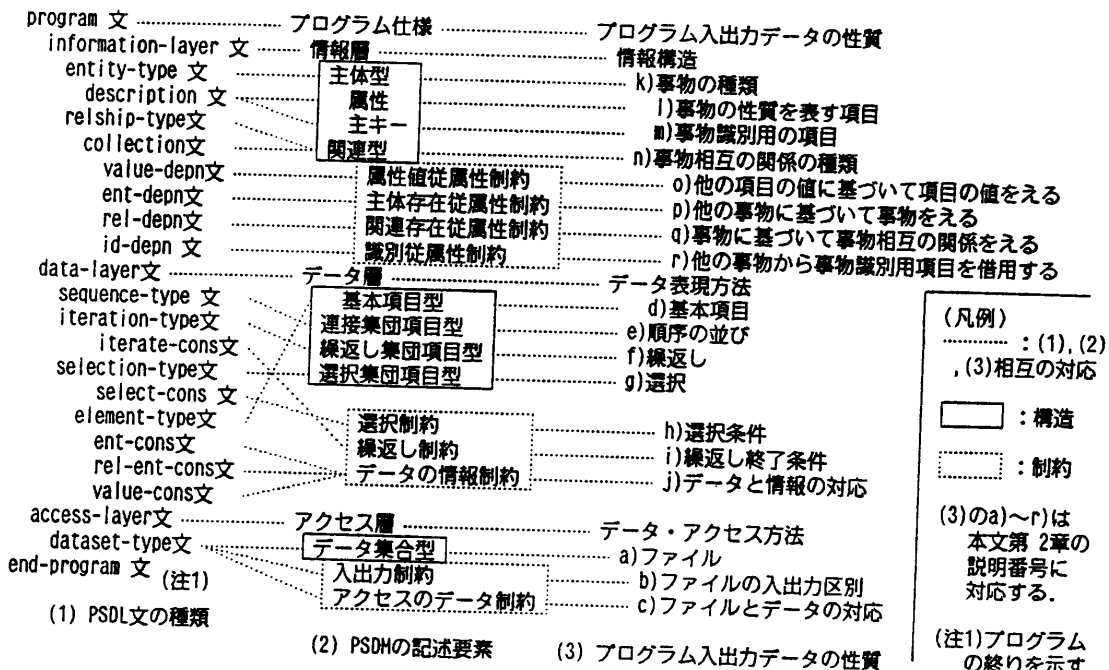 program 文 ………… プログラム仕様 ………… プログラム入出力データの性質
information-layer 文 ………… 情報層 ………… 情報構造
entity-type 文 ………… 主体型 ………… k)事物の種類
description 文 ………… 属性 ………… l)事物の性質を表す項目
relship-type文 ………… 主キー ………… m)事物識別用の項目
collection文 ………… 関連型 ………… n)事物相互の関係の種類
value-depn文 ………… 属性値従属性制約 ………… o)他の項目の値に基づいて項目の値をえる
ent-depn文 ………… 主体存在従属性制約 ………… p)他の事物に基づいて事物をえる
rel-depn文 ………… 関連存在従属性制約 ………… q)事物に基づいて事物相互の関係をえる
id-depn 文 ………… 識別従属性制約 ………… r)他の事物から事物識別用項目を借用する
data-layer文 ………… データ層 ………… データ表現方法
sequence-type 文 基本項目型 ………… d)基本項目
iteration-type文 連接集団項目型 ………… e)順序の並び
iterate-cons文 繰返し集団項目型 ………… f)繰返し
selection-type文 ………… 選択集団項目型 ………… g)選択
select-cons 文
element-type文 選択制約 ………… h)選択条件
ent-cons文 繰返し制約 ………… i)繰返し終了条件
rel-ent-cons文 データの情報制約 ………… j)データと情報の対応
value-cons文
access-layer文 ………… アクセス層 ………… データ・アクセス方法
dataset-type文 ………… データ集合型 ………… a)ファイル
end-program 文 (注1) 入出力制約 ………… b)ファイルの入出力区別
アクセスのデータ制約 ………… c)ファイルとデータの対応
(1) PSDL文の種類
(2) PSDMの記述要素
(3) プログラム入出力データの性質
(凡例)
………… : (1), (2)
, (3)相互の対応
: 構造
: 制約
(3)のa)～r)は
本文第 2章の
説明番号に
対応する.
(注1)プログラム
の終りを示す